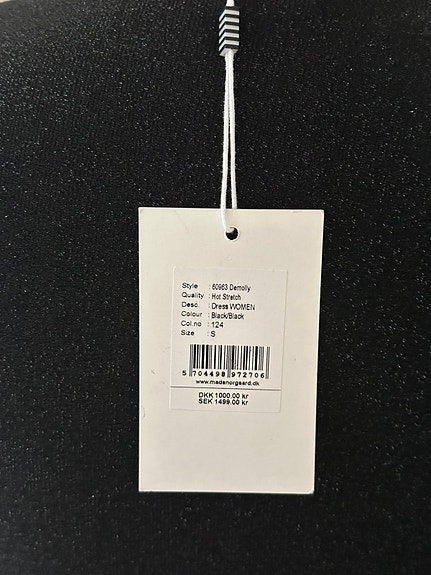 Style : 60963 Demolly
Quality : Hot Stretch
Desc. : Dress WOMEN
Colour : Black/Black
Col.no : 124
Size : S
5 704498 972706
www.madsnorgaard.dk
DKK 1000.00 kr
SEK 1499.00 kr